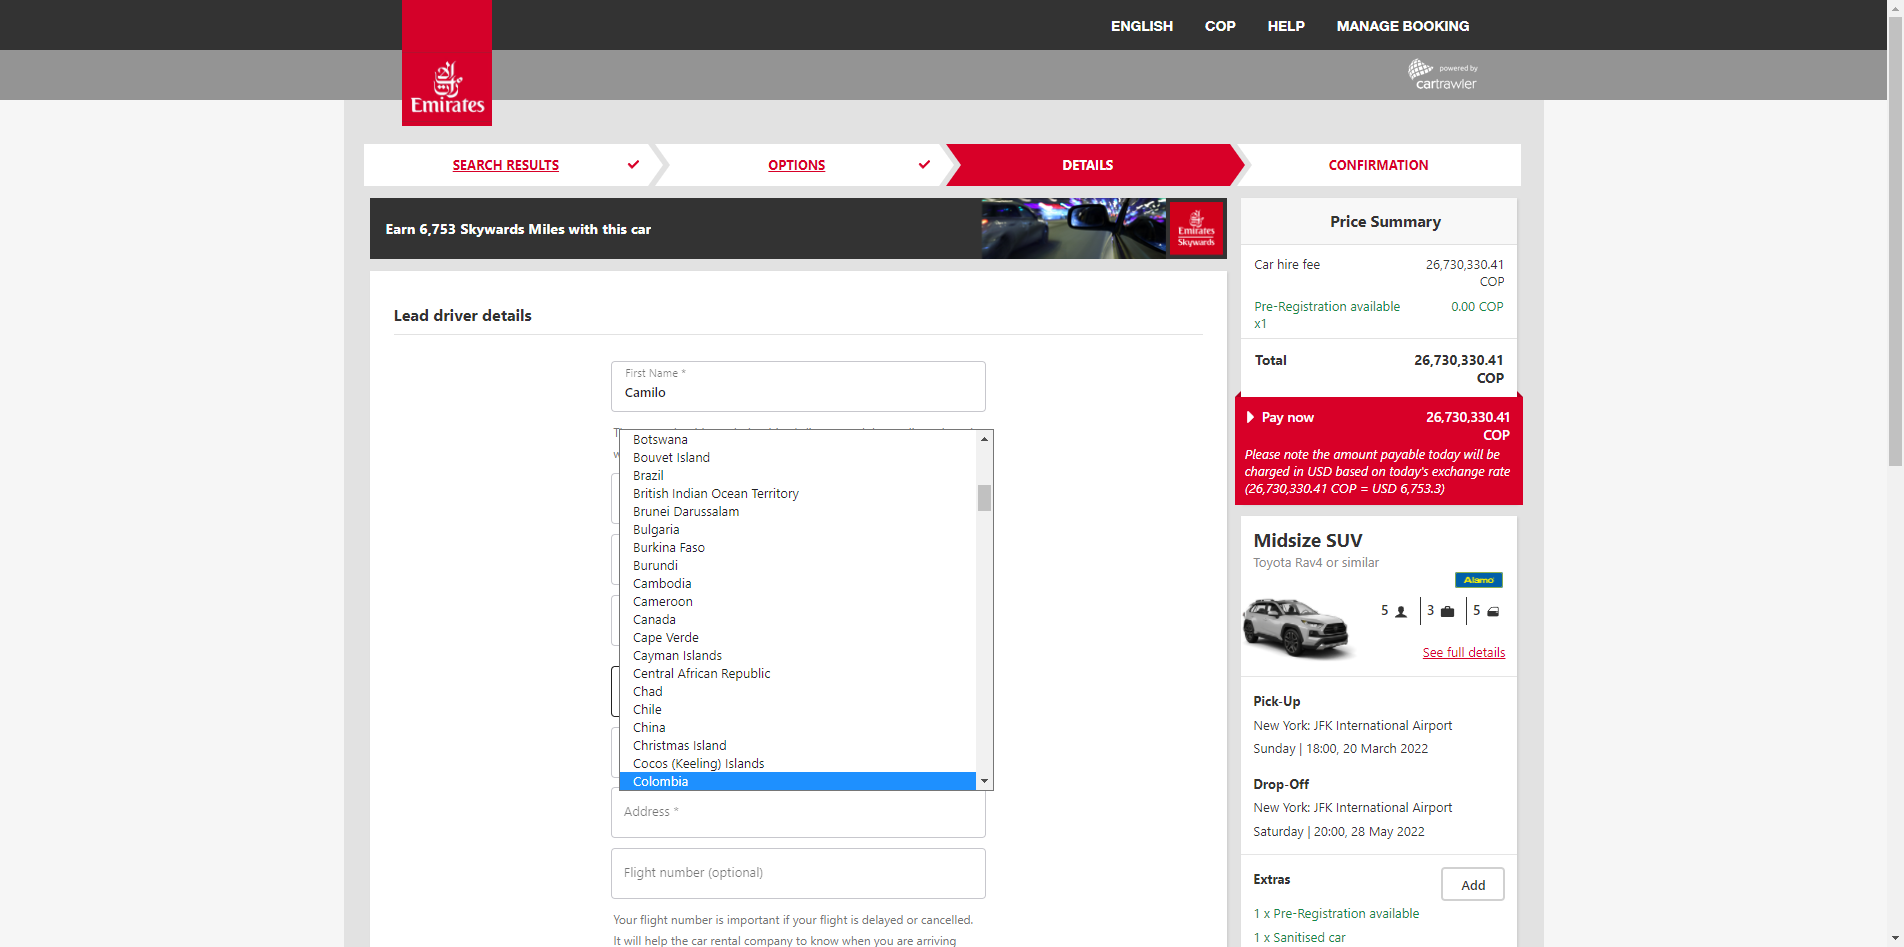 ENGLISH COP HELP MANAGE BOOKING
powered by
cartrawler
Emirates
SEARCH RESULTS OPTIONS DETAILS CONFIRMATION
Earn 6,753 Skywards Miles with this car
Emirates
Skywards
Lead driver details
First Name *
Camilo
Botswana
Bouvet Island
Brazil
British Indian Ocean Territory
Brunei Darussalam
Bulgaria
Burkina Faso
Burundi
Cambodia
Cameroon
Canada
Cape Verde
Cayman Islands
Central African Republic
Chad
Chile
China
Christmas Island
Cocos (Keeling) Islands
Colombia
Address *
Flight number (optional)
Your flight number is important if your flight is delayed or cancelled.
It will help the car rental company to know when you are arriving
Price Summary
Car hire fee 26,730,330.41
COP
Pre-Registration available 0.00 COP
x1
Total 26,730,330.41
COP
Pay now 26,730,330.41
COP
Please note the amount payable today will be
charged in USD based on today's exchange rate
(26,730,330.41 COP = USD 6,753.3)
Midsize SUV
Toyota Rav4 or similar
Alamo
5 3 5
See full details
Pick-Up
New York: JFK International Airport
Sunday | 18:00, 20 March 2022
Drop-Off
New York: JFK International Airport
Saturday | 20:00, 28 May 2022
Extras Add
1 x Pre-Registration available
1 x Sanitised car